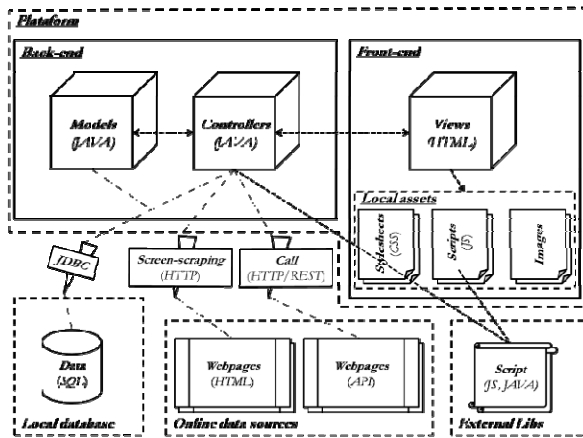 Plataform
Back-end
Front-end
Models
(JAVA)
Controllers
(JAVA)
Views
(HTML)
Local assets
Stylesheets
(CSS)
Scripts
(JS)
Images
JDBC
Screen-scraping
(HTTP)
Call
(HTTP/REST)
Data
(SQL)
Webpages
(HTML)
Webpages
(API)
Script
(JS, JAVA)
Local database
Online data sources
External Libs